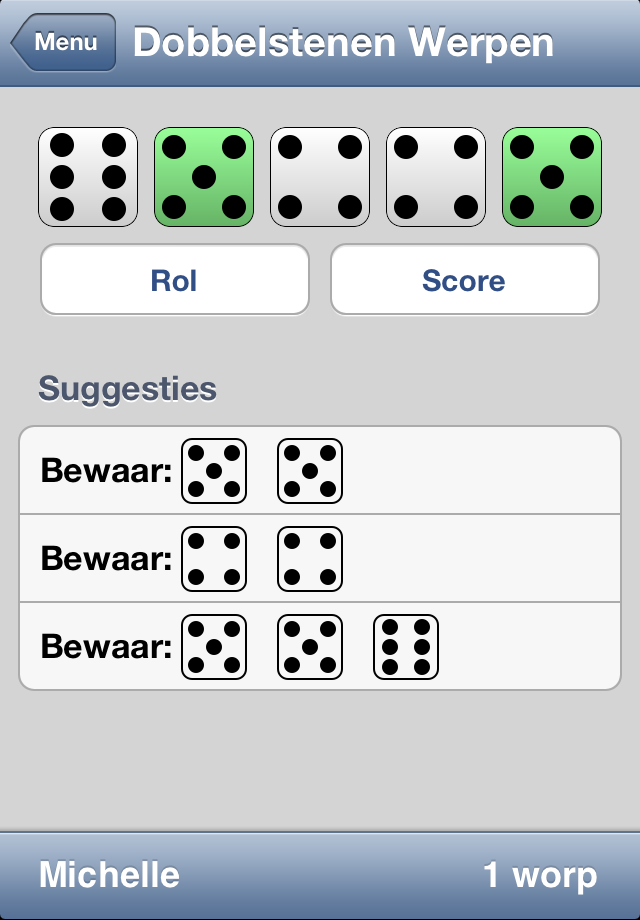 Menu
Dobbelstenen Werpen
Rol
Score
Suggesties
Bewaar:
Bewaar:
Bewaar:
Michelle
1 worp